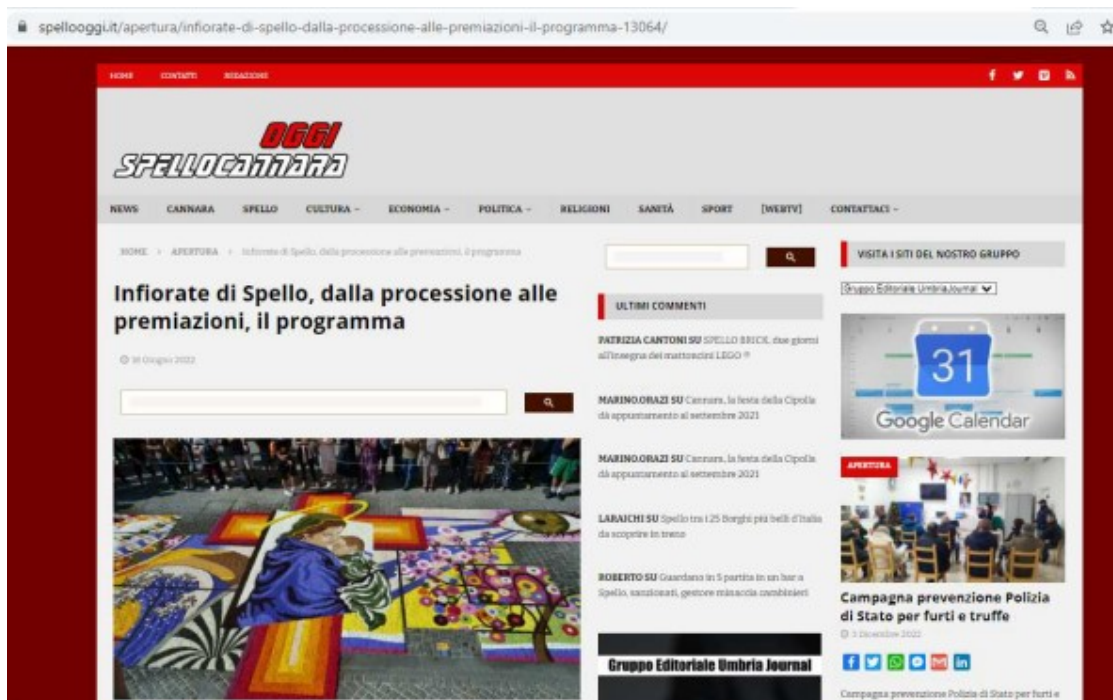 spellooggi.it/apertura/infiorate-di-spello-dalla-processione-alle-premiazioni-il-programma-13064/
HOME CONTATTI REDAZIONE
OGGI
SPELLOCANNARA
NEWS CANNARA SPELLO CULTURA ECONOMIA POLITICA RELIGIONI SANITÀ SPORT [WEBTV] CONTATTACI
HOME > APERTURA > Infiorate di Spello, dalla processione alle premiazioni, il programma
Infiorate di Spello, dalla processione alle
premiazioni, il programma
Giugno 2022
ULTIMI COMMENTI
PATRIZIA CANTONI SU SPELLO BRICK, due giorni
all'insegna dei mattoncini LEGO ®
MARINO.ORAZI SU Cannara, la festa della Cipolla
dà appuntamento al settembre 2021
MARINO.ORAZI SU Cannara, la festa della Cipolla
dà appuntamento al settembre 2021
LARAICHI SU Spello tra i 25 Borghi più belli d'Italia
da scoprire in treno
ROBERTO SU Guardano in 5 partita in un bar a
Spello, sanzionati, gestore minaccia carabinieri
Gruppo Editoriale Umbria Journal
VISITA I SITI DEL NOSTRO GRUPPO
Gruppo Editoriale UmbriaJournal
31
Google Calendar
APERTURA
Campagna prevenzione Polizia
di Stato per furti e truffe
3 Dicembre 2022
Campagna prevenzione Polizia di Stato per furti e